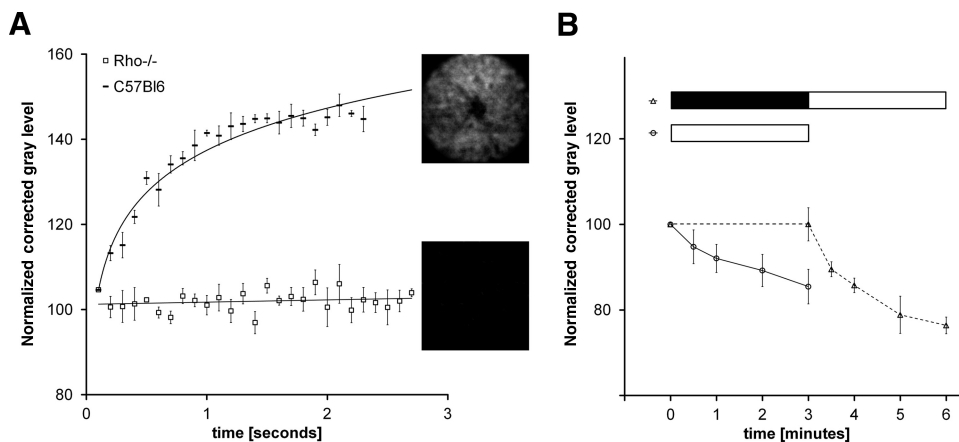 A
Normalized corrected gray level
160
140
120
100
80
Rho-/-
C57Bl6
0
1
2
3
time [seconds]
B
Normalized corrected gray level
120
100
80
0
1
2
3
4
5
6
time [minutes]